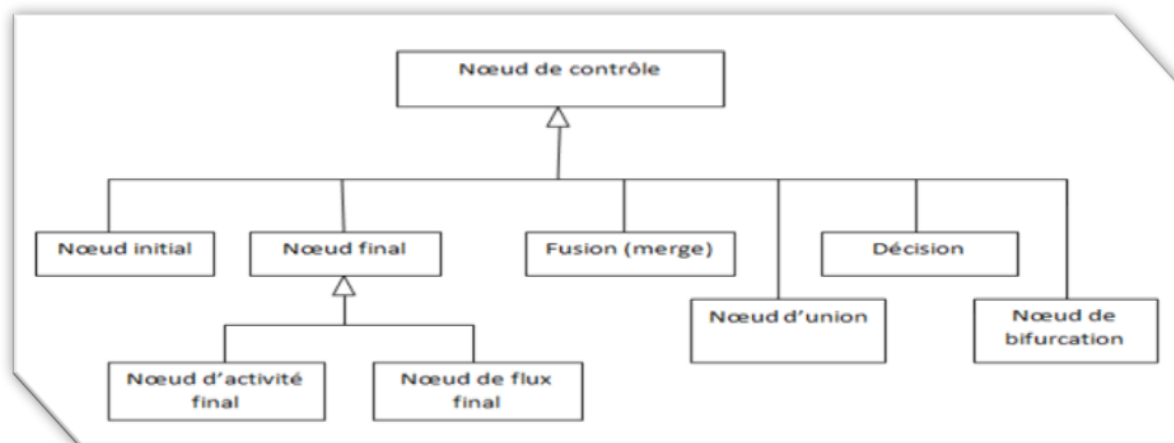 Nœud de contrôle
Nœud initial
Nœud final
Fusion (merge)
Décision
Nœud d’union
Nœud de
bifurcation
Nœud d’activité
final
Nœud de flux
final